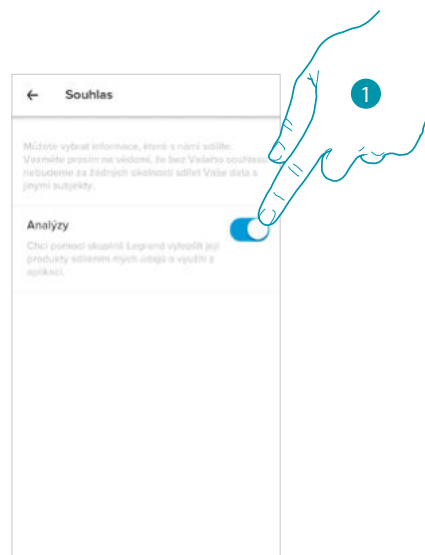 ← Souhlas
Můžete vybrat informace, které s námi sdílíte.
Vezměte prosím na vědomí, že bez Vašeho souhlasu
nebudeme za žádných okolností sdílet Vaše data s
jinými subjekty.
Analýzy
Chci pomoci skupině Legrand vylepšit její
produkty sdílením mých údajů o využití z
aplikací.
1